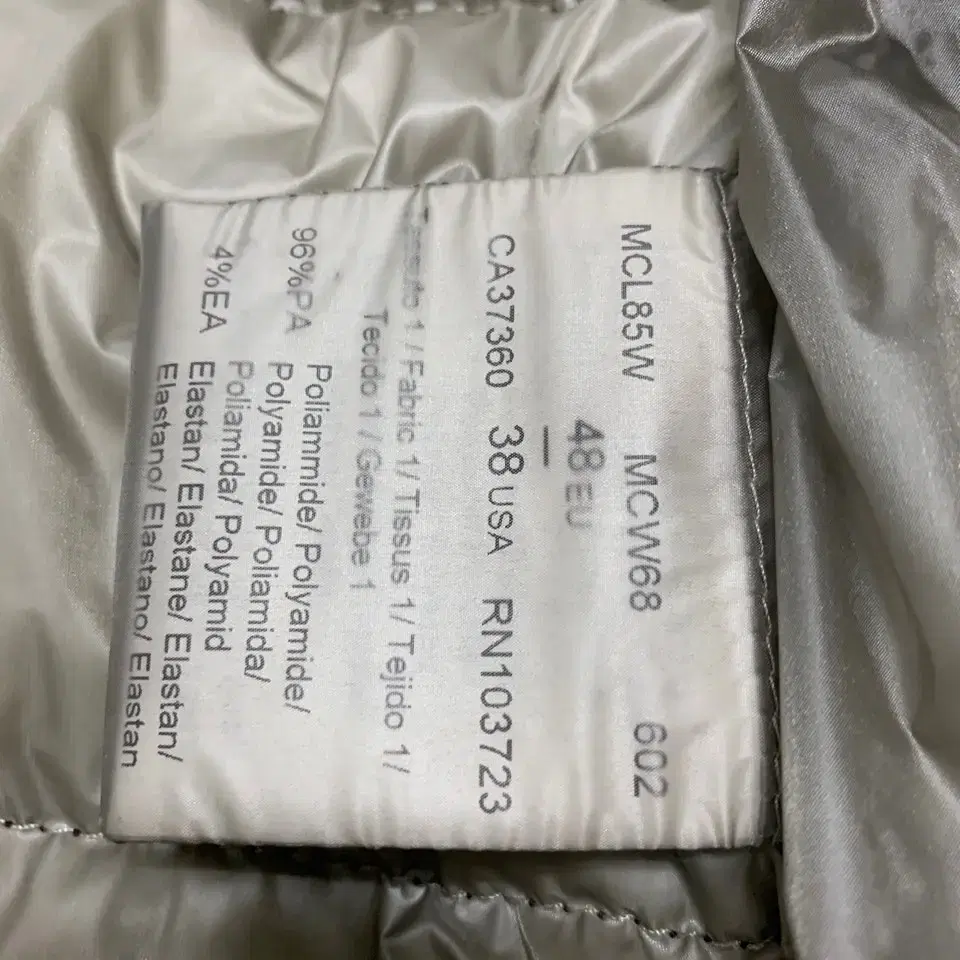 MCL85W MCW68 602
48 EU
CA37360 38 USA RN103723
Tessuto 1 / Fabric 1/ Tissus 1/ Tejido 1/
Tecido 1 / Gewebe 1
96%PA Poliammide/ Polyamide/
Polyamide/ Poliamida/
Poliamida/ Polyamid
4%EA Elastan/ Elastane/ Elastan/
Elastano/ Elastano/ Elastan